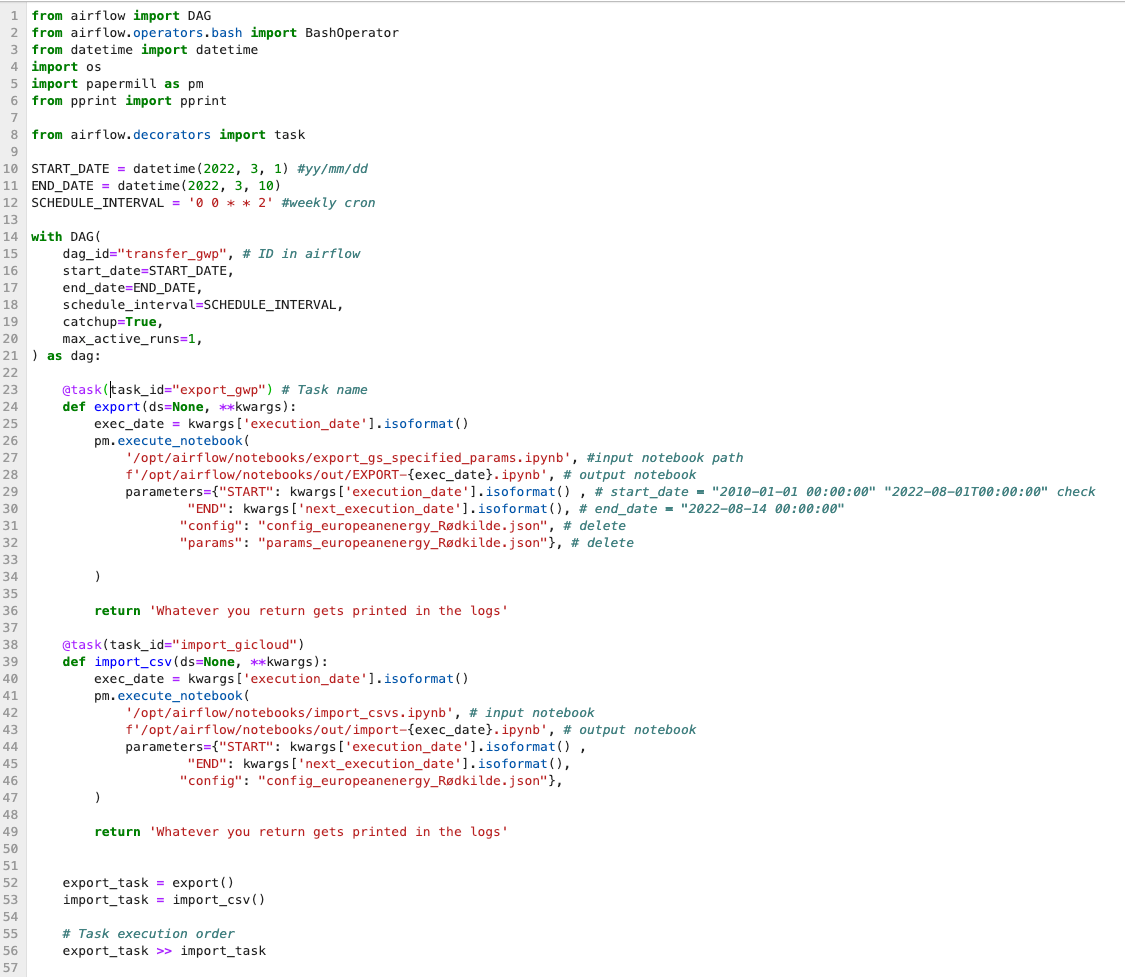 1 from airflow import DAG
2 from airflow.operators.bash import BashOperator
3 from datetime import datetime
4 import os
5 import papermill as pm
6 from pprint import pprint
7
8 from airflow.decorators import task
9
10 START_DATE = datetime(2022, 3, 1) #yy/mm/dd
11 END_DATE = datetime(2022, 3, 10)
12 SCHEDULE_INTERVAL = '0 0 * * 2' #weekly cron
13
14 with DAG(
15     dag_id="transfer_gwp", # ID in airflow
16     start_date=START_DATE,
17     end_date=END_DATE,
18     schedule_interval=SCHEDULE_INTERVAL,
19     catchup=True,
20     max_active_runs=1,
21 ) as dag:
22
23     @task(task_id="export_gwp") # Task name
24     def export(ds=None, **kwargs):
25         exec_date = kwargs['execution_date'].isoformat()
26         pm.execute_notebook(
27             '/opt/airflow/notebooks/export_gs_specified_params.ipynb', #input notebook path
28             f'/opt/airflow/notebooks/out/EXPORT-{exec_date}.ipynb', # output notebook
29             parameters={"START": kwargs['execution_date'].isoformat() , # start_date = "2010-01-01 00:00:00" "2022-08-01T00:00:00" check
30                     "END": kwargs['next_execution_date'].isoformat(), # end_date = "2022-08-14 00:00:00"
31                    "config": "config_europeanenergy_Rødkilde.json", # delete
32                    "params": "params_europeanenergy_Rødkilde.json"}, # delete
33
34         )
35
36         return 'Whatever you return gets printed in the logs'
37
38     @task(task_id="import_gicloud")
39     def import_csv(ds=None, **kwargs):
40         exec_date = kwargs['execution_date'].isoformat()
41         pm.execute_notebook(
42             '/opt/airflow/notebooks/import_csvs.ipynb', # input notebook
43             f'/opt/airflow/notebooks/out/import-{exec_date}.ipynb', # output notebook
44             parameters={"START": kwargs['execution_date'].isoformat() ,
45                     "END": kwargs['next_execution_date'].isoformat(),
46                    "config": "config_europeanenergy_Rødkilde.json"},
47         )
48
49         return 'Whatever you return gets printed in the logs'
50
51
52     export_task = export()
53     import_task = import_csv()
54
55     # Task execution order
56     export_task >> import_task
57